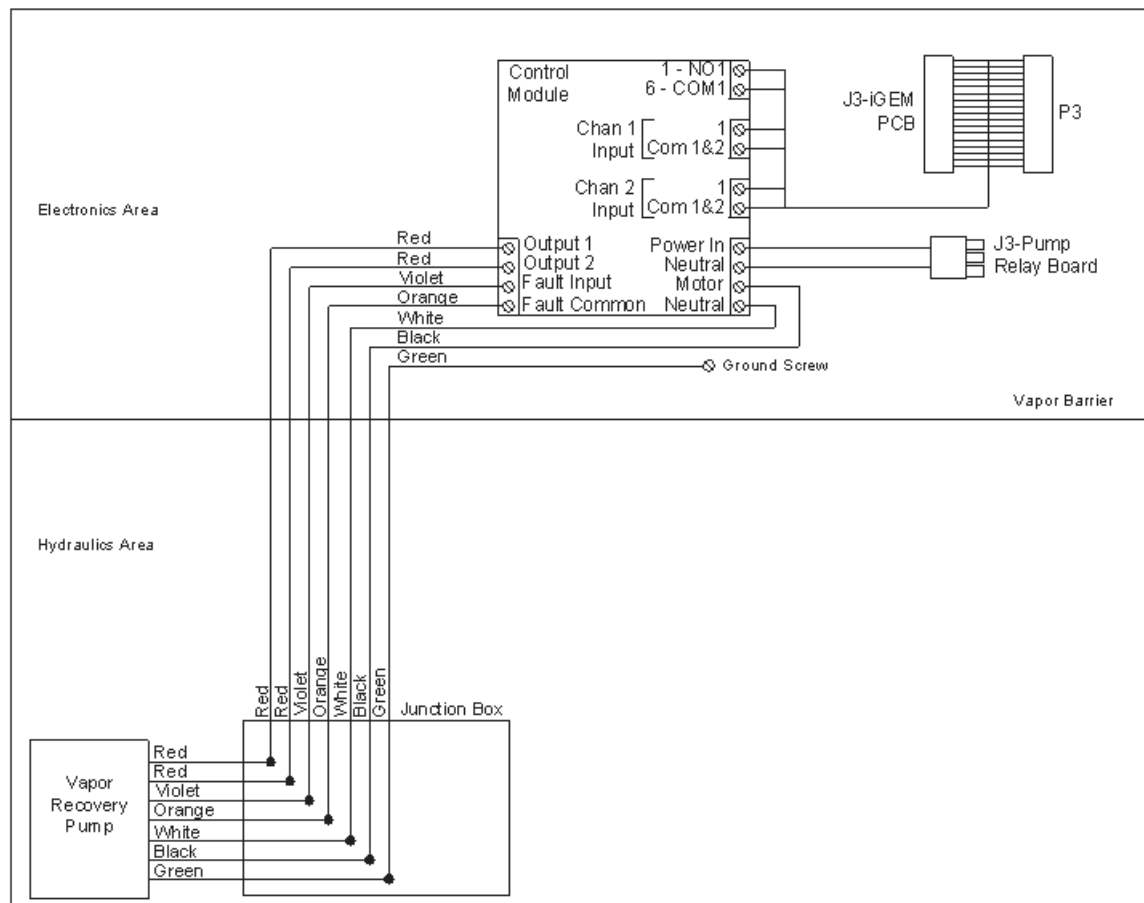 Control
Module
1 - NO1
6 - COM1
Chan 1
Input
1
Com 1&2
Chan 2
Input
1
Com 1&2
J3-iGEM
PCB
P3
Electronics Area
Red
Output 1
Power In
Red
Output 2
Neutral
Violet
Fault Input
Motor
Orange
Fault Common
Neutral
White
Black
Green
J3-Pump
Relay Board
Ground Screw
Vapor Barrier
Hydraulics Area
Red
Red
Violet
Orange
White
Black
Green
Junction Box
Vapor
Recovery
Pump
Red
Red
Violet
Orange
White
Black
Green